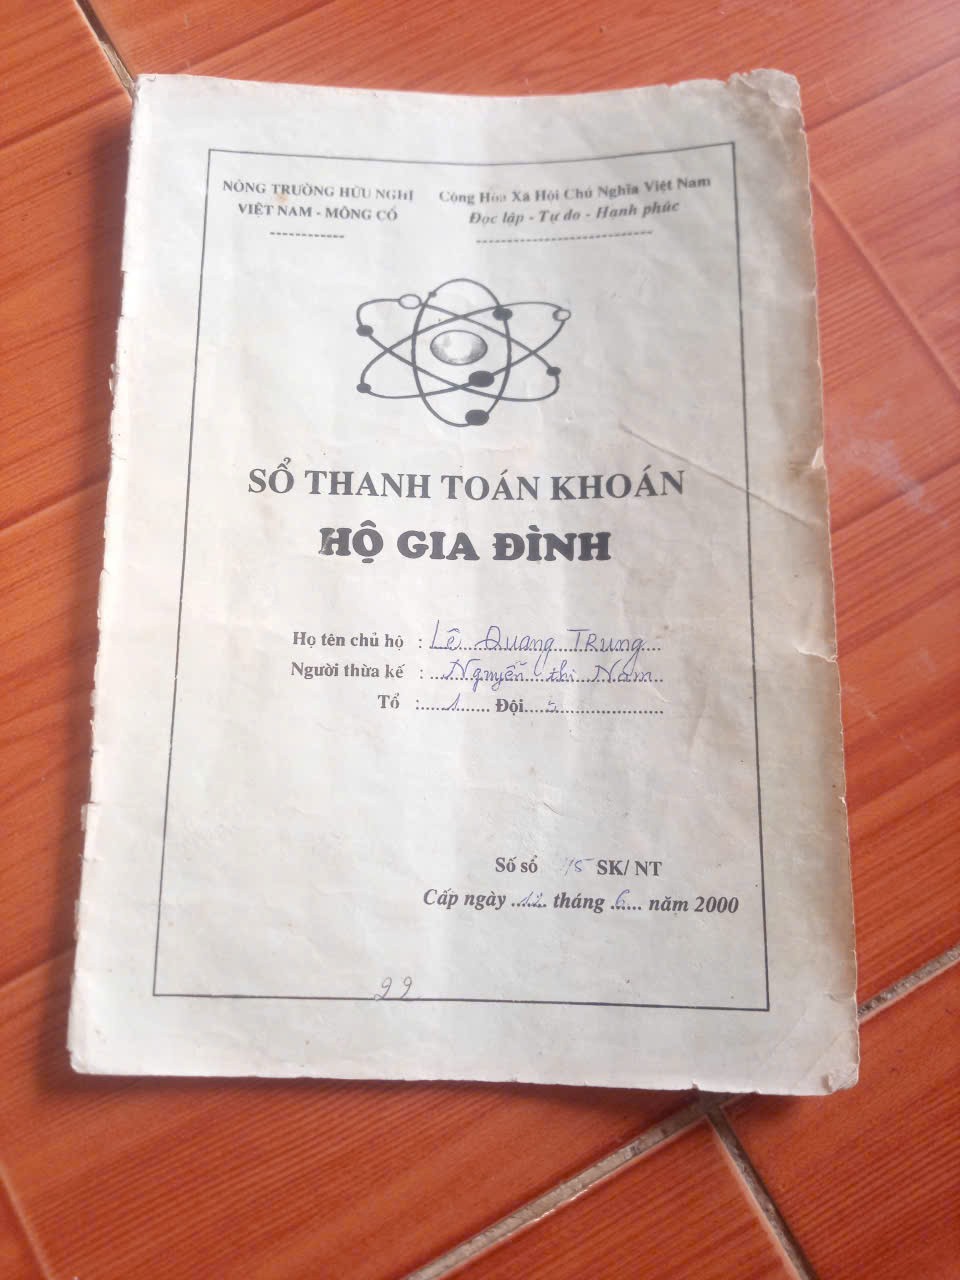 NÔNG TRƯỜNG HỮU NGHỊ
VIỆT NAM - MÔNG CỔ
------------
Cộng Hòa Xã Hội Chủ Nghĩa Việt Nam
Độc lập - Tự do - Hạnh phúc
----------------------------
SỔ THANH TOÁN KHOÁN
HỘ GIA ĐÌNH
Họ tên chủ hộ : Lê Quang TRung
Người thừa kế : Nguyễn thị Năm
Tổ : 1 Đội 5
Số sổ 45 SK/ NT
Cấp ngày 12 tháng 6 năm 2000
99